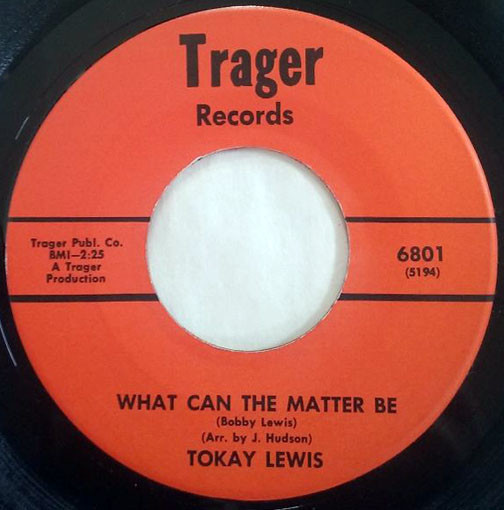 Trager
Records
Trager Publ. Co.
BMI-2:25
A Trager
Production
6801
(5194)
WHAT CAN THE MATTER BE
(Bobby Lewis)
(Arr. by J. Hudson)
TOKAY LEWIS